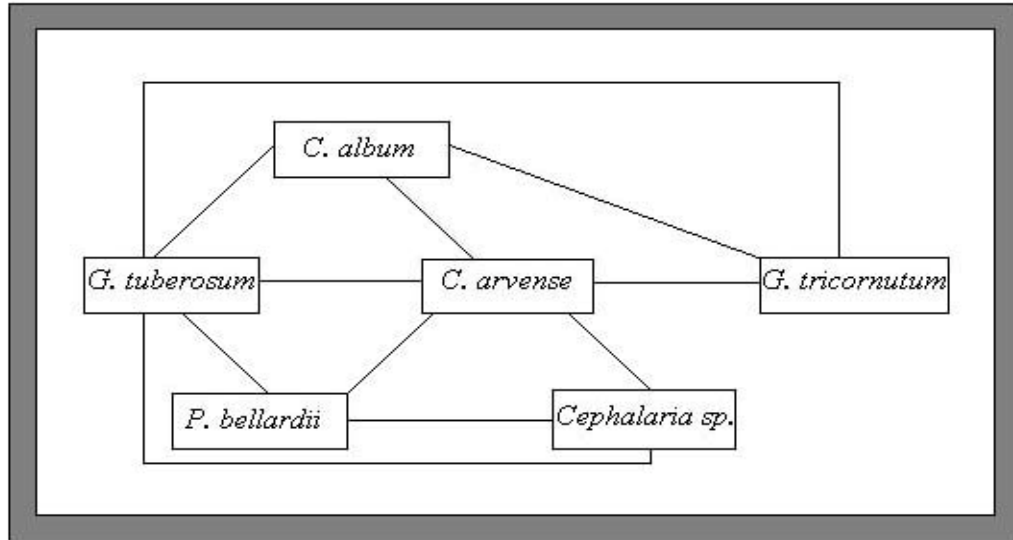 C. album
G. tuberosum
C. arvense
G. tricornutum
P. bellardii
Cephalaria sp.